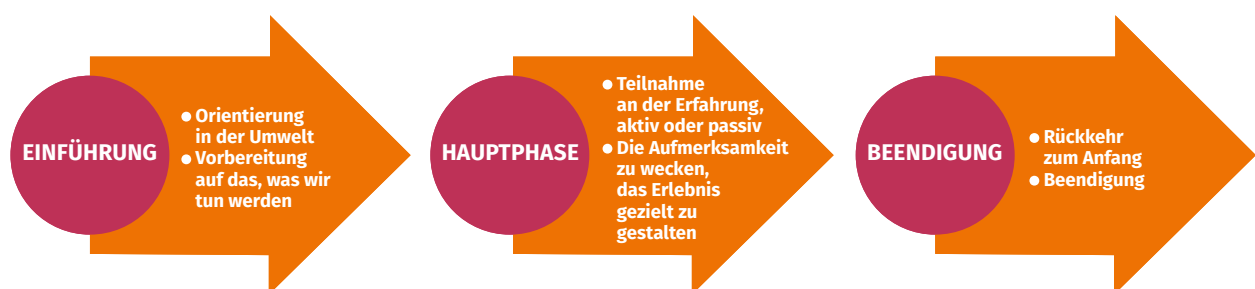 EINFÜHRUNG
● Orientierung
in der Umwelt
● Vorbereitung
auf das, was wir
tun werden
HAUPTPHASE
● Teilnahme
an der Erfahrung,
aktiv oder passiv
● Die Aufmerksamkeit
zu wecken,
das Erlebnis
gezielt zu
gestalten
BEENDIGUNG
● Rückkehr
zum Anfang
● Beendigung